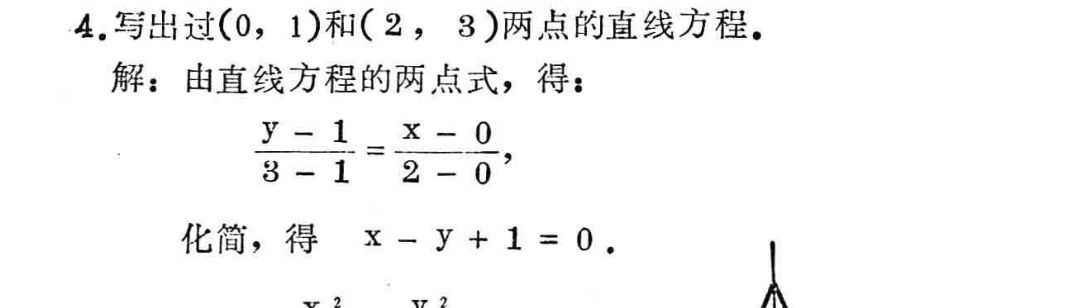 4.写出过(0，1)和(2，3)两点的直线方程.
解：由直线方程的两点式，得：
(y－1)/(3－1)=(x－0)/(2－0)，
化简，得 x－y＋1＝0.